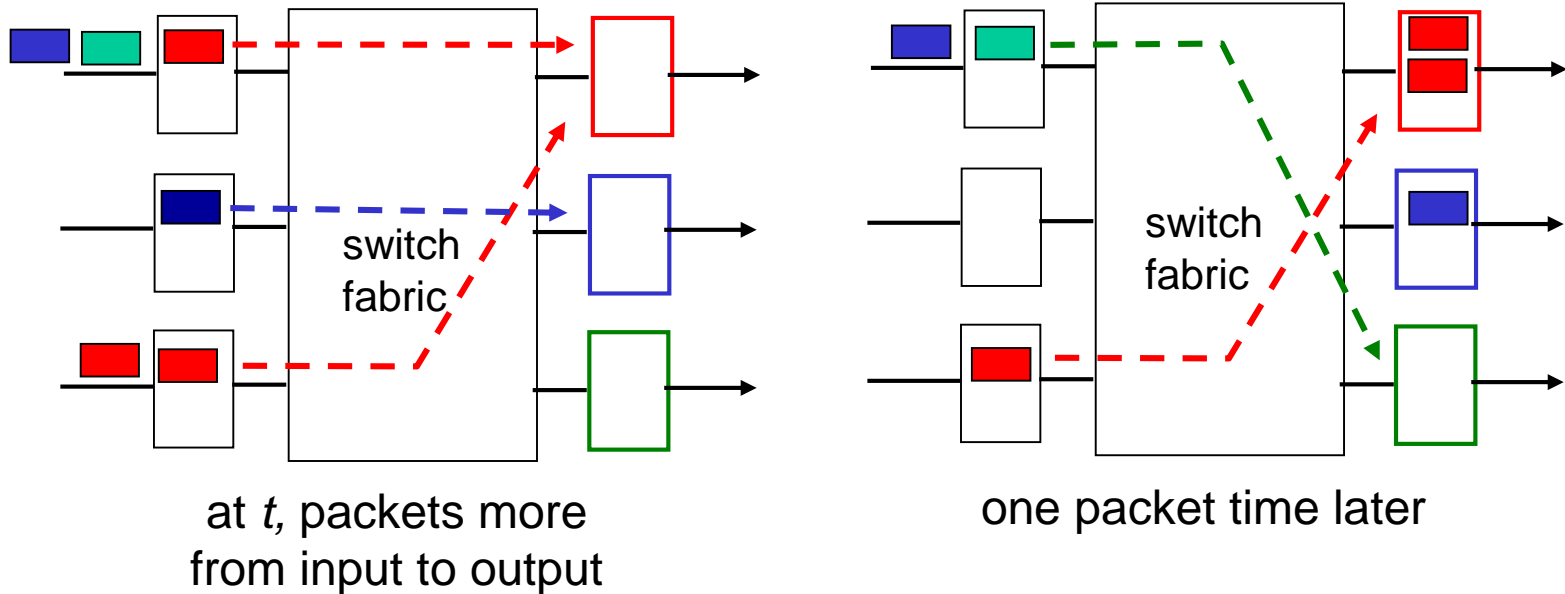 switch
fabric
at t, packets more
from input to output
switch
fabric
one packet time later